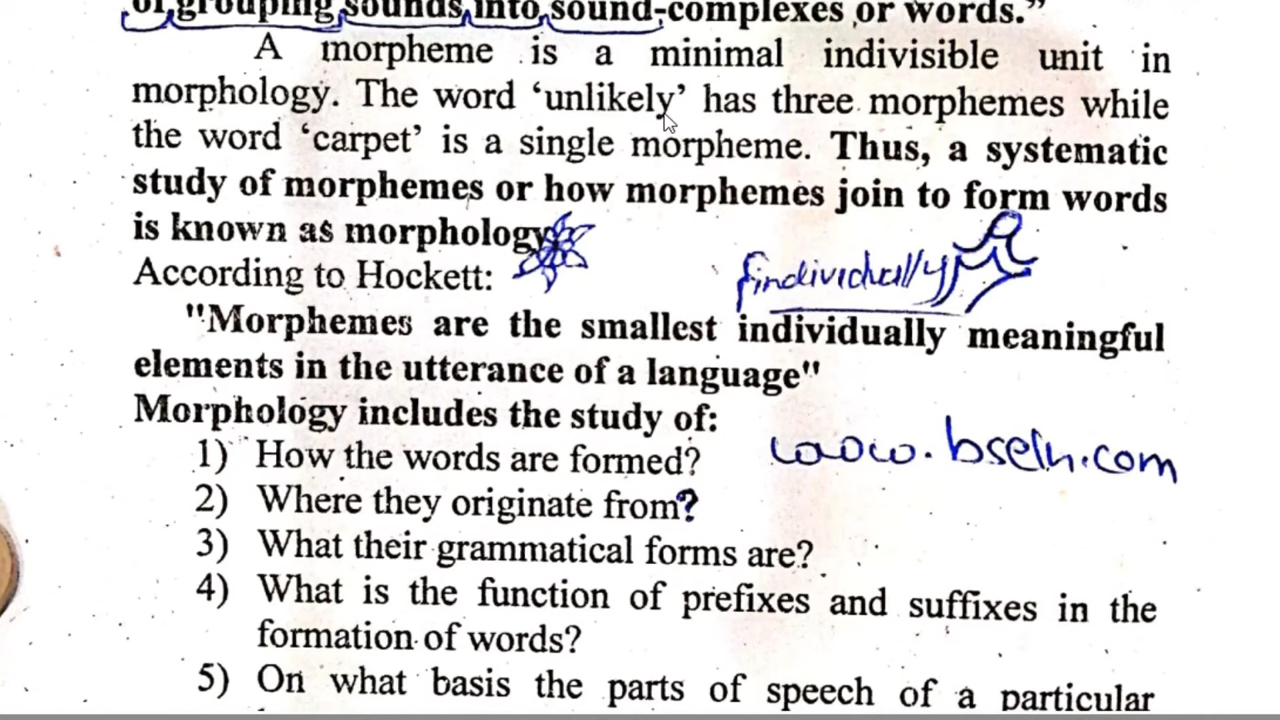 of grouping sounds into sound-complexes or words."
A morpheme is a minimal indivisible unit in
morphology. The word ‘unlikely’ has three morphemes while
the word ‘carpet’ is a single morpheme. Thus, a systematic
study of morphemes or how morphemes join to form words
is known as morphology
According to Hockett:
individually
"Morphemes are the smallest individually meaningful
elements in the utterance of a language"
Morphology includes the study of:
1) How the words are formed?
www.bseln.com
2) Where they originate from?
3) What their grammatical forms are?
4) What is the function of prefixes and suffixes in the
formation of words?
5) On what basis the parts of speech of a particular